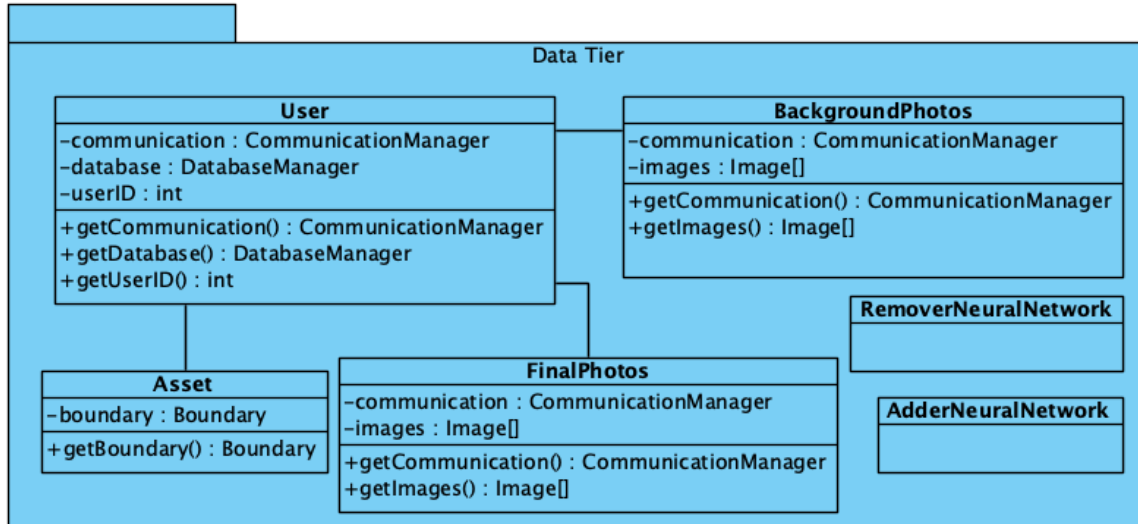 Data Tier
User
-communication : CommunicationManager
-database : DatabaseManager
-userID : int
+getCommunication() : CommunicationManager
+getDatabase() : DatabaseManager
+getUserID() : int
BackgroundPhotos
-communication : CommunicationManager
-images : Image[]
+getCommunication() : CommunicationManager
+getImages() : Image[]
RemoverNeuralNetwork
Asset
-boundary : Boundary
+getBoundary() : Boundary
FinalPhotos
-communication : CommunicationManager
-images : Image[]
+getCommunication() : CommunicationManager
+getImages() : Image[]
AdderNeuralNetwork